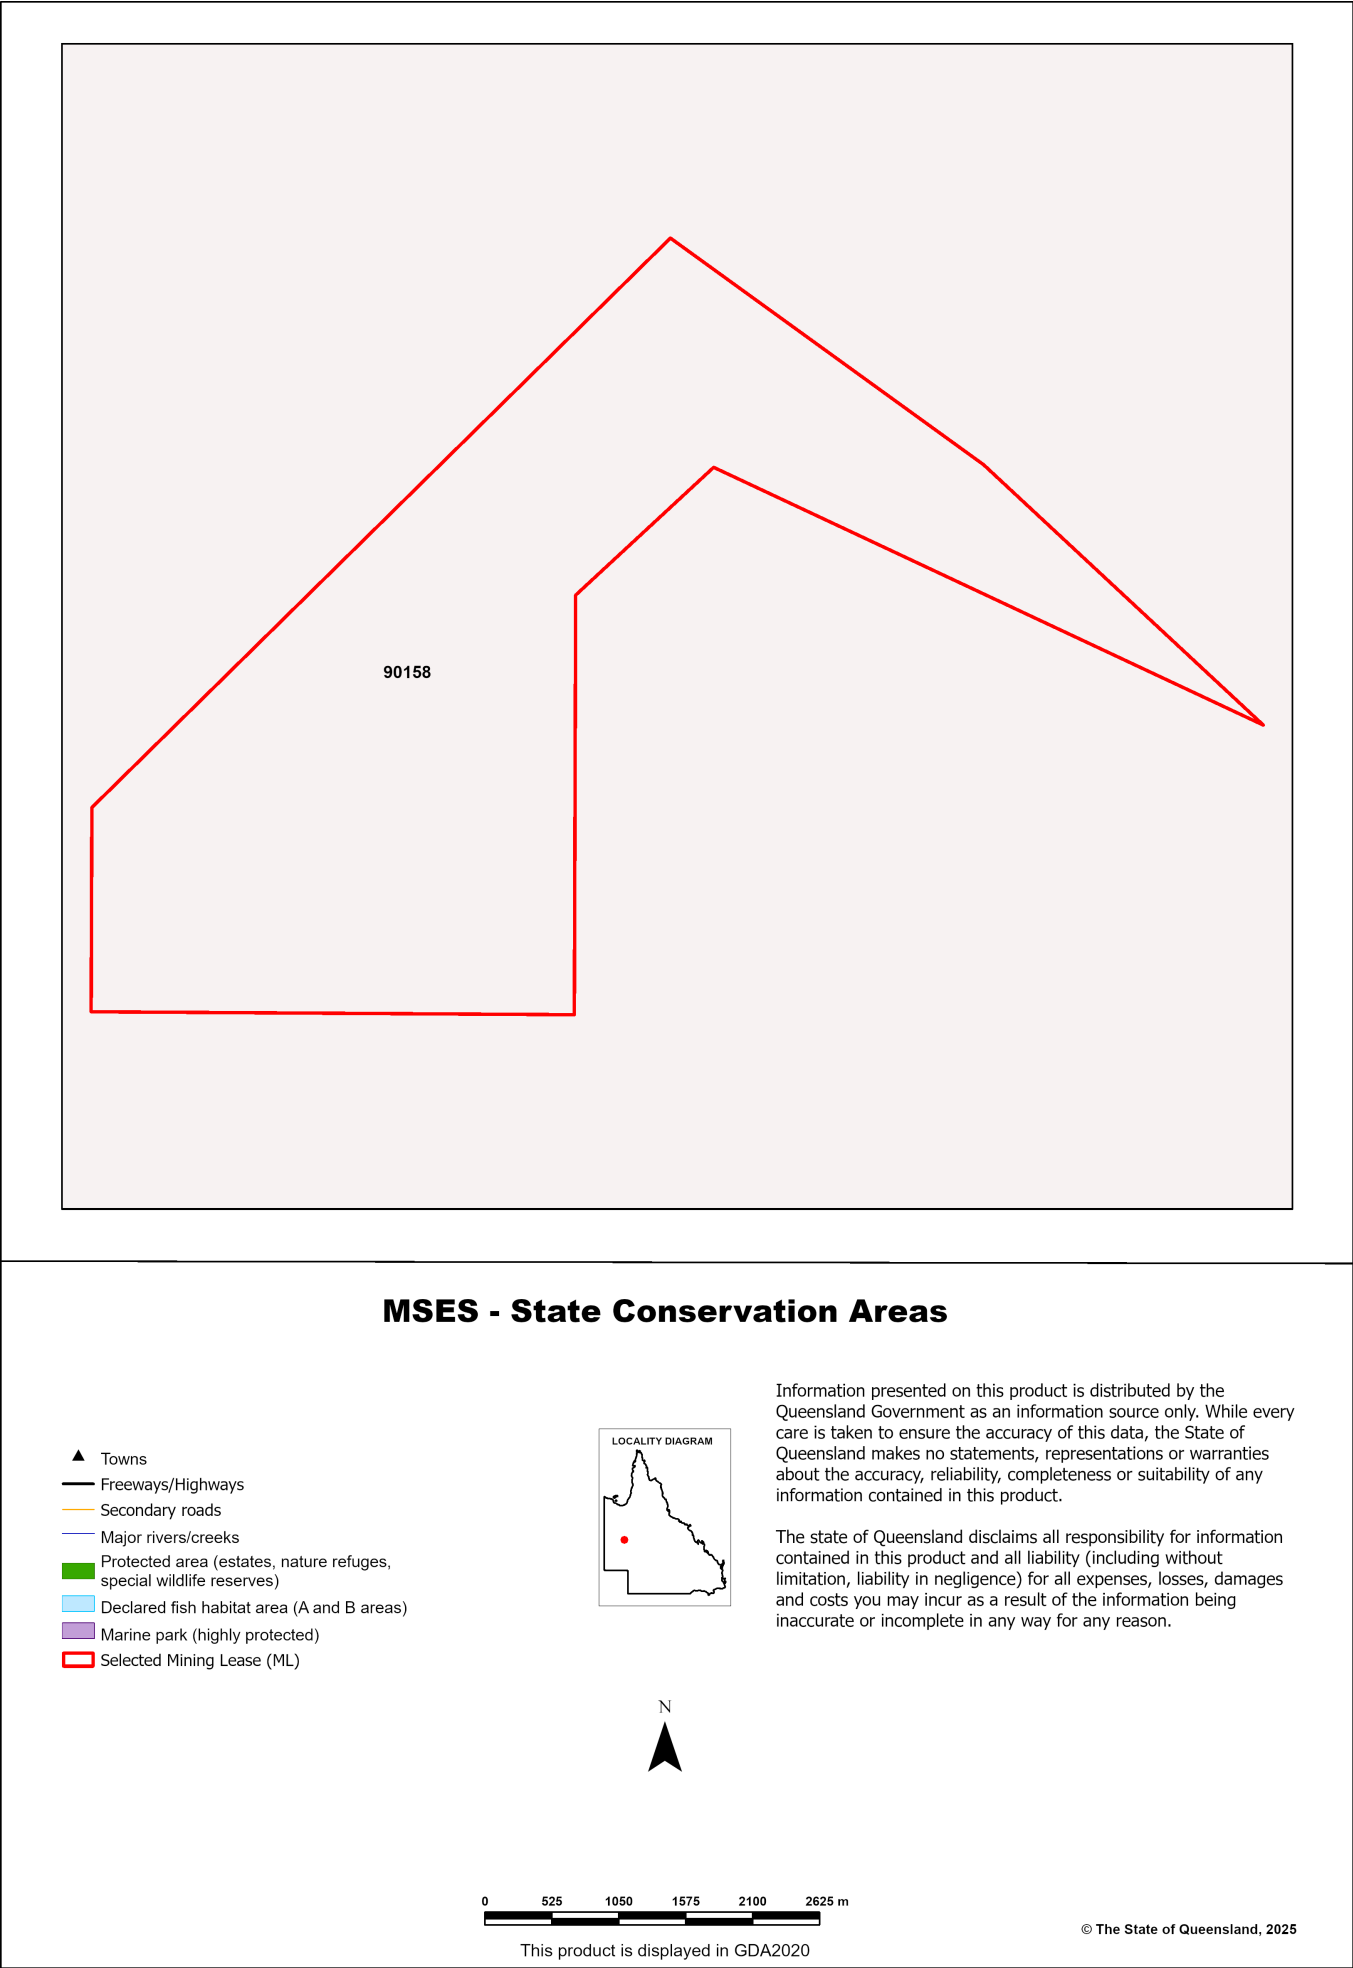 90158
MSES - State Conservation Areas
Towns
Freeways/Highways
Secondary roads
Major rivers/creeks
Protected area (estates, nature refuges,
special wildlife reserves)
Declared fish habitat area (A and B areas)
Marine park (highly protected)
Selected Mining Lease (ML)
LOCALITY DIAGRAM
Information presented on this product is distributed by the
Queensland Government as an information source only. While every
care is taken to ensure the accuracy of this data, the State of
Queensland makes no statements, representations or warranties
about the accuracy, reliability, completeness or suitability of any
information contained in this product.
The state of Queensland disclaims all responsibility for information
contained in this product and all liability (including without
limitation, liability in negligence) for all expenses, losses, damages
and costs you may incur as a result of the information being
inaccurate or incomplete in any way for any reason.
N
0 525 1050 1575 2100 2625 m
This product is displayed in GDA2020
© The State of Queensland, 2025